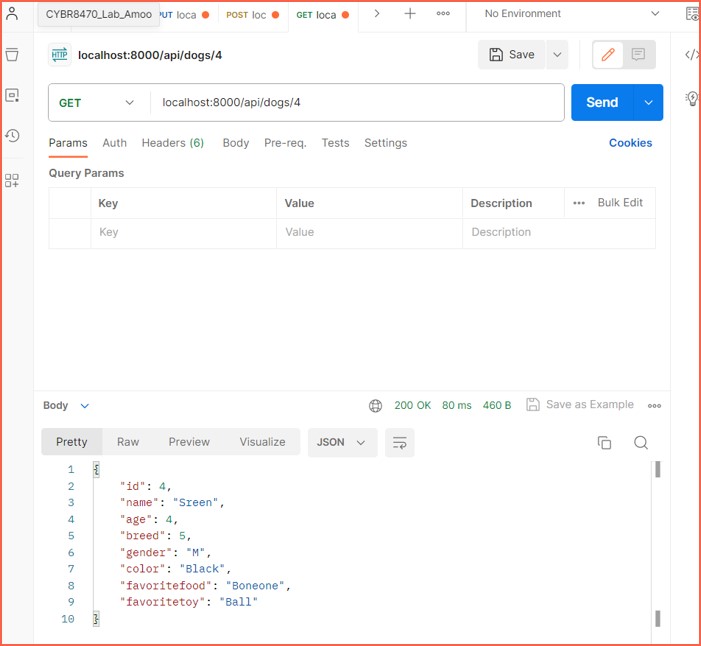 CYBR8470_Lab_Amoo
PUT loca
POST loc
GET loca
No Environment
HTTP
localhost:8000/api/dogs/4
Save
GET
localhost:8000/api/dogs/4
Send
Params Auth Headers (6) Body Pre-req. Tests Settings Cookies
Query Params
Key Value Description Bulk Edit
Key Value Description
Body 200 OK 80 ms 460 B Save as Example
Pretty Raw Preview Visualize JSON
1 {
2 "id": 4,
3 "name": "Sreen",
4 "age": 4,
5 "breed": 5,
6 "gender": "M",
7 "color": "Black",
8 "favoritefood": "Boneone",
9 "favoritetoy": "Ball"
10 }